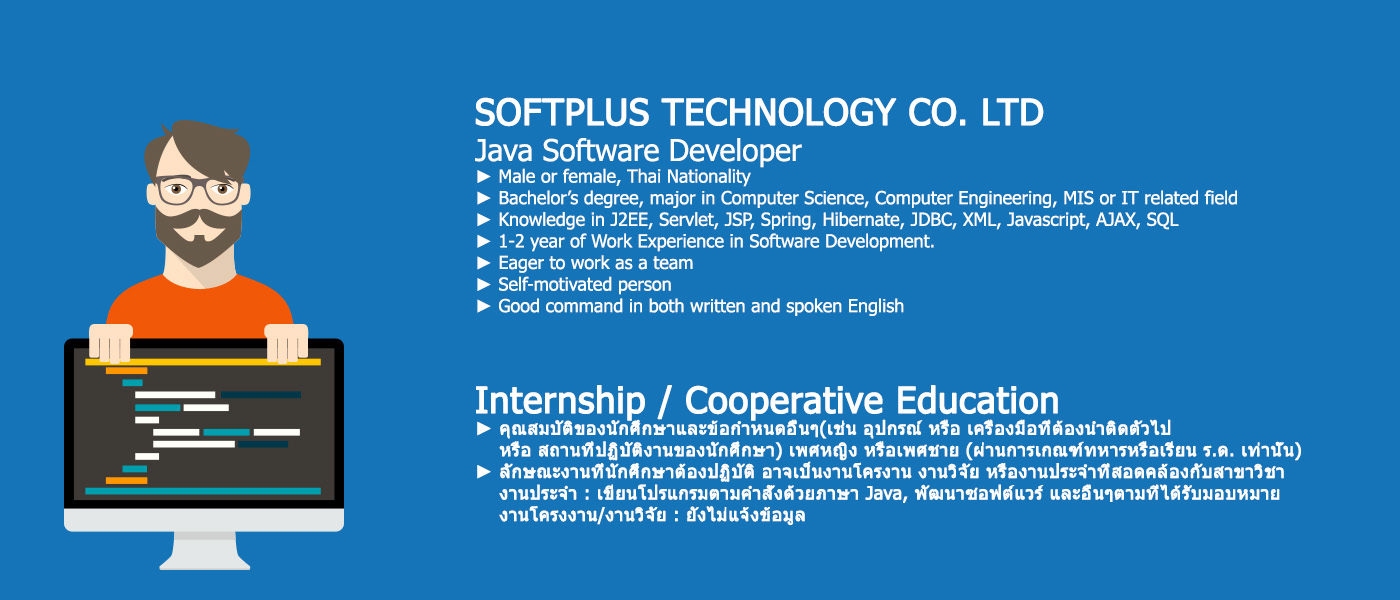 SOFTPLUS TECHNOLOGY CO. LTD
Java Software Developer
► Male or female, Thai Nationality
► Bachelor’s degree, major in Computer Science, Computer Engineering, MIS or IT related field
► Knowledge in J2EE, Servlet, JSP, Spring, Hibernate, JDBC, XML, Javascript, AJAX, SQL
► 1-2 year of Work Experience in Software Development.
► Eager to work as a team
► Self-motivated person
► Good command in both written and spoken English
Internship / Cooperative Education
► คุณสมบัติของนักศึกษาและข้อกำหนดอื่นๆ(เช่น อุปกรณ์ หรือ เครื่องมือที่ต้องนำติดตัวไป
หรือ สถานที่ปฏิบัติงานของนักศึกษา) เพศหญิง หรือเพศชาย (ผ่านการเกณฑ์ทหารหรือเรียน ร.ด. เท่านั้น)
► ลักษณะงานที่นักศึกษาต้องปฏิบัติ อาจเป็นงานโครงาน งานวิจัย หรืองานประจำที่สอดคล้องกับสาขาวิชา
งานประจำ : เขียนโปรแกรมตามคำสั่งด้วยภาษา Java, พัฒนาซอฟต์แวร์ และอื่นๆตามที่ได้รับมอบหมาย
งานโครงงาน/งานวิจัย : ยังไม่แจ้งข้อมูล